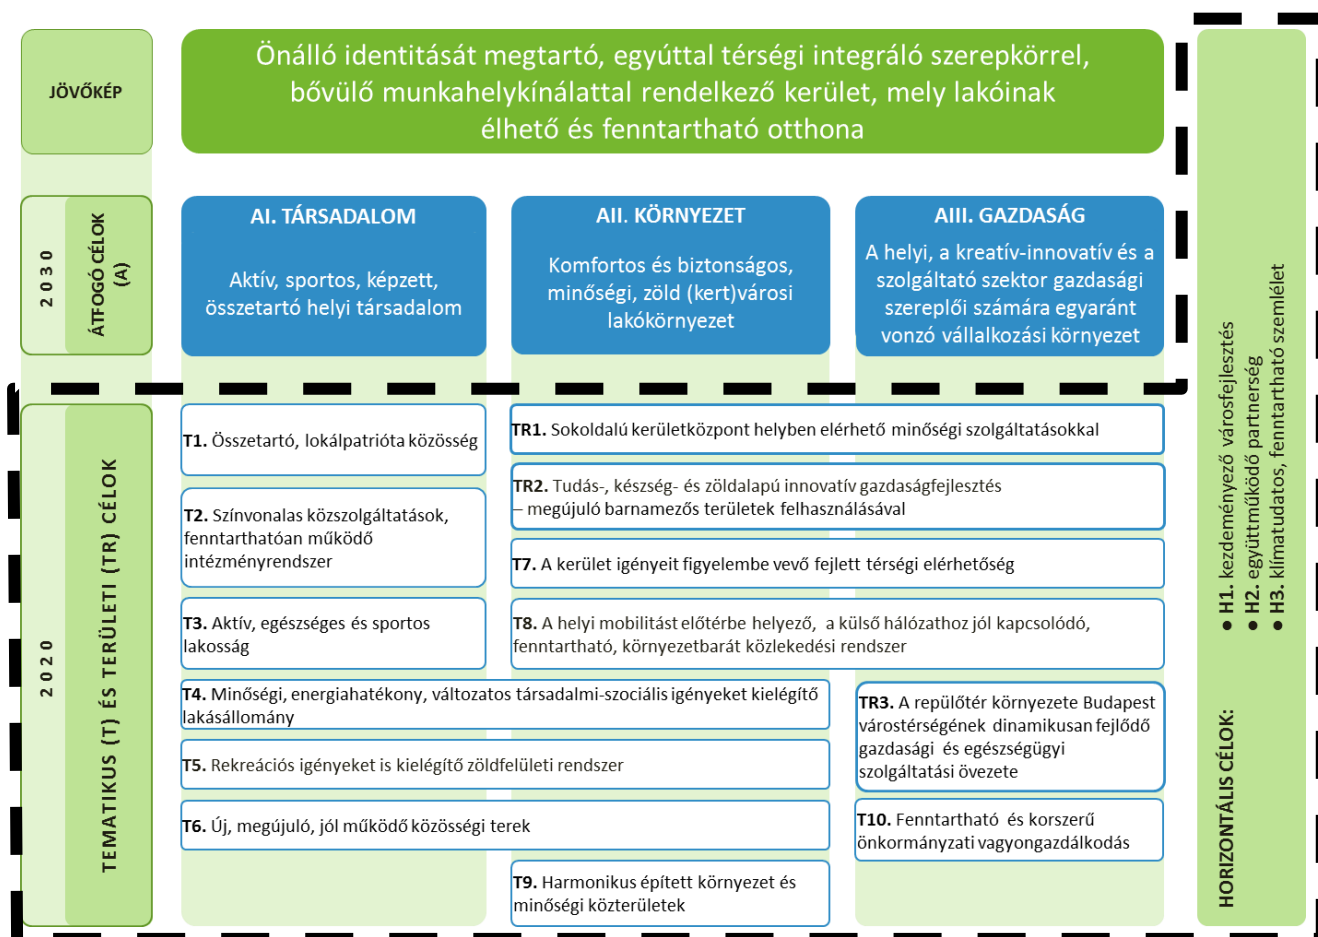 JÖVŐKÉP
Önálló identitását megtartó, egyúttal térségi integráló szerepkörrel,
bővülő munkahelykínálattal rendelkező kerület, mely lakóinak
élhető és fenntartható otthona
2030
ÁTFOGÓ CÉLOK
(A)
AI. TÁRSADALOM
Aktív, sportos, képzett,
összetartó helyi társadalom
AII. KÖRNYEZET
Komfortos és biztonságos,
minőségi, zöld (kert)városi
lakókörnyezet
AIII. GAZDASÁG
A helyi, a kreatív-innovatív és a
szolgáltató szektor gazdasági
szereplői számára egyaránt
vonzó vállalkozási környezet
2020
TEMATIKUS (T) ÉS TERÜLETI (TR) CÉLOK
T1. Összetartó, lokálpatrióta közösség
T2. Színvonalas közszolgáltatások,
fenntarthatóan működő
intézményrendszer
T3. Aktív, egészséges és sportos
lakosság
TR1. Sokoldalú kerületközpont helyben elérhető minőségi szolgáltatásokkal
TR2. Tudás-, készség- és zöldalapú innovatív gazdaságfejlesztés
– megújuló barnamezős területek felhasználásával
T7. A kerület igényeit figyelembe vevő fejlett térségi elérhetőség
T8. A helyi mobilitást előtérbe helyező, a külső hálózathoz jól kapcsolódó,
fenntartható, környezetbarát közlekedési rendszer
T4. Minőségi, energiahatékony, változatos társadalmi-szociális igényeket kielégítő
lakásállomány
T5. Rekreációs igényeket is kielégítő zöldfelületi rendszer
T6. Új, megújuló, jól működő közösségi terek
TR3. A repülőtér környezete Budapest
várostérségének dinamikusan fejlődő
gazdasági és egészségügyi
szolgáltatási övezete
T10. Fenntartható és korszerű
önkormányzati vagyongazdálkodás
T9. Harmonikus épített környezet és
minőségi közterületek
HORIZONTÁLIS CÉLOK:
● H1. kezdeményező városfejlesztés
● H2. együttműködő partnerség
● H3. klímatudatos, fenntartható szemlélet